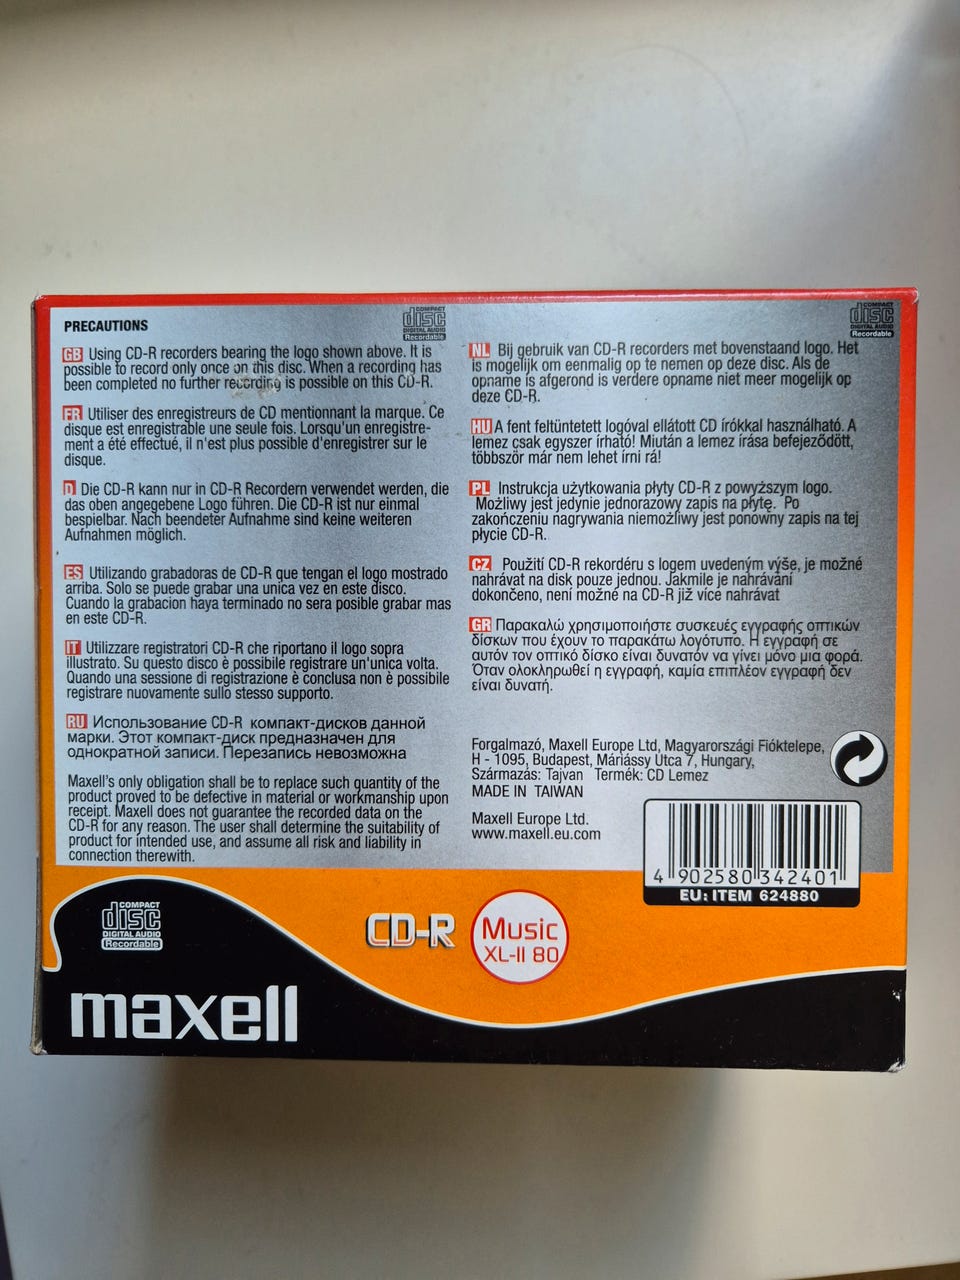 PRECAUTIONS
COMPACT
disc
DIGITAL AUDIO
Recordable
GB Using CD-R recorders bearing the logo shown above. It is
possible to record only once on this disc. When a recording has
been completed no further recording is possible on this CD-R.
FR Utiliser des enregistreurs de CD mentionnant la marque. Ce
disque est enregistrable une seule fois. Lorsqu'un enregistre-
ment a été effectué, il n'est plus possible d'enregistrer sur le
disque.
D Die CD-R kann nur in CD-R Recordern verwendet werden, die
das oben angegebene Logo führen. Die CD-R ist nur einmal
bespielbar. Nach beendeter Aufnahme sind keine weiteren
Aufnahmen möglich.
ES Utilizando grabadoras de CD-R que tengan el logo mostrado
arriba. Solo se puede grabar una unica vez en este disco.
Cuando la grabacion haya terminado no sera posible grabar mas
en este CD-R.
IT Utilizzare registratori CD-R che riportano il logo sopra
illustrato. Su questo disco è possibile registrare un'unica volta.
Quando una sessione di registrazione è conclusa non è possibile
registrare nuovamente sullo stesso supporto.
RU Использование CD-R компакт-дисков данной
марки. Этот компакт-диск предназначен для
однократной записи. Перезапись невозможна
Maxell's only obligation shall be to replace such quantity of the
product proved to be defective in material or workmanship upon
receipt. Maxell does not guarantee the recorded data on the
CD-R for any reason. The user shall determine the suitability of
product for intended use, and assume all risk and liability in
connection therewith.
COMPACT
disc
DIGITAL AUDIO
Recordable
NL Bij gebruik van CD-R recorders met bovenstaand logo. Het
is mogelijk om eenmalig op te nemen op deze disc. Als de
opname is afgerond is verdere opname niet meer mogelijk op
deze CD-R.
HU A fent feltüntetett logóval ellátott CD írókkal használható. A
lemez csak egyszer írható! Miután a lemez írása befejeződött,
többször már nem lehet írni rá!
PL Instrukcja użytkowania płyty CD-R z powyższym logo.
Możliwy jest jedynie jednorazowy zapis na płytę. Po
zakończeniu nagrywania niemożliwy jest ponowny zapis na tej
płycie CD-R.
CZ Použití CD-R rekordéru s logem uvedeným výše, je možné
nahrávat na disk pouze jednou. Jakmile je nahrávání
dokončeno, není možné na CD-R již více nahrávat
GR Παρακαλώ χρησιμοποιήστε συσκευές εγγραφής οπτικών
δίσκων που έχουν το παρακάτω λογότυπο. Η εγγραφή σε
αυτόν τον οπτικό δίσκο είναι δυνατόν να γίνει μόνο μια φορά.
Όταν ολοκληρωθεί η εγγραφή, καμία επιπλέον εγγραφή δεν
είναι δυνατή.
Forgalmazó, Maxell Europe Ltd, Magyarországi Fióktelepe,
H - 1095, Budapest, Máriássy Utca 7, Hungary,
Származás: Tajvan Termék: CD Lemez
MADE IN TAIWAN
Maxell Europe Ltd.
www.maxell.eu.com
4 902580 342401
EU: ITEM 624880
COMPACT
disc
DIGITAL AUDIO
Recordable
CD-R
Music
XL-II 80
maxell